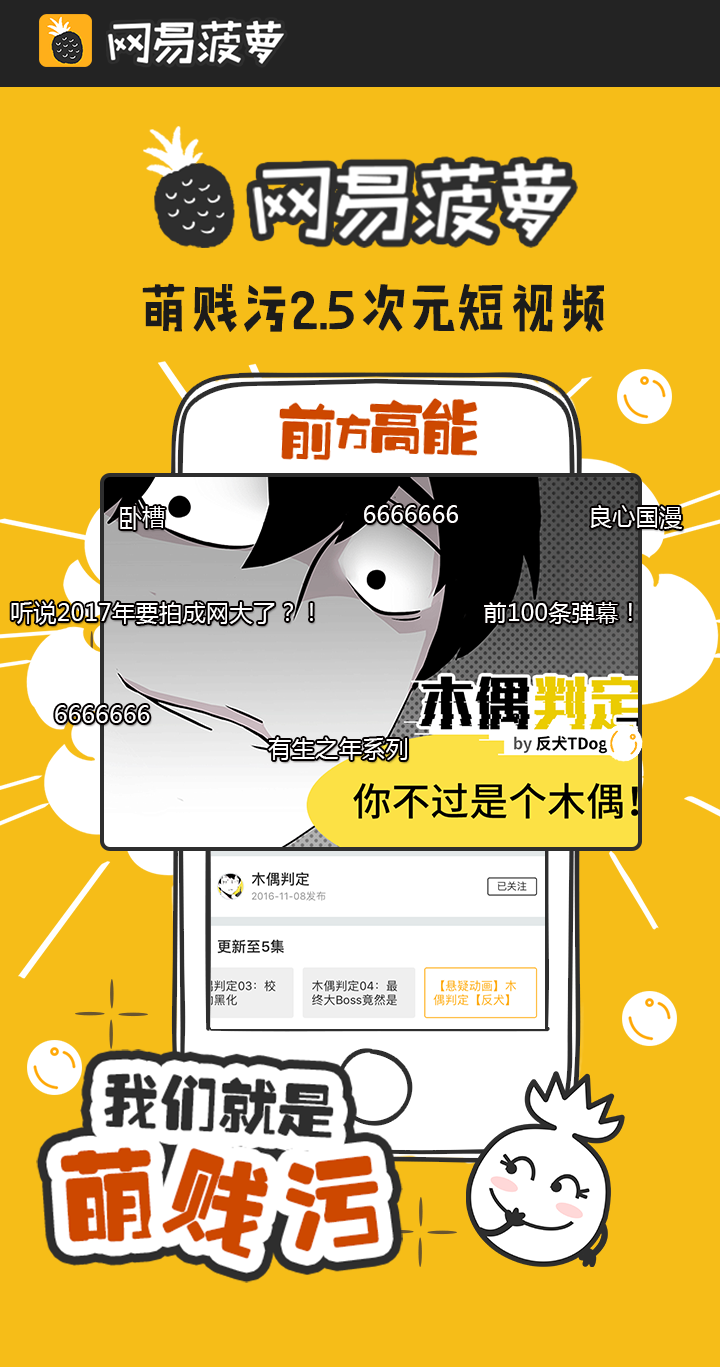 网易菠萝
网易菠萝
萌贱污2.5次元短视频
前方高能
卧槽
6666666
良心国漫
听说2017年要拍成网大了？！
前100条弹幕！
6666666
有生之年系列
木偶判定
by 反犬TDog
你不过是个木偶!
木偶判定
2016-11-08发布
已关注
更新至5集
偶判定03：校
力黑化
木偶判定04：最
终大Boss竟然是
【悬疑动画】木
偶判定【反犬】
我们就是
萌贱污